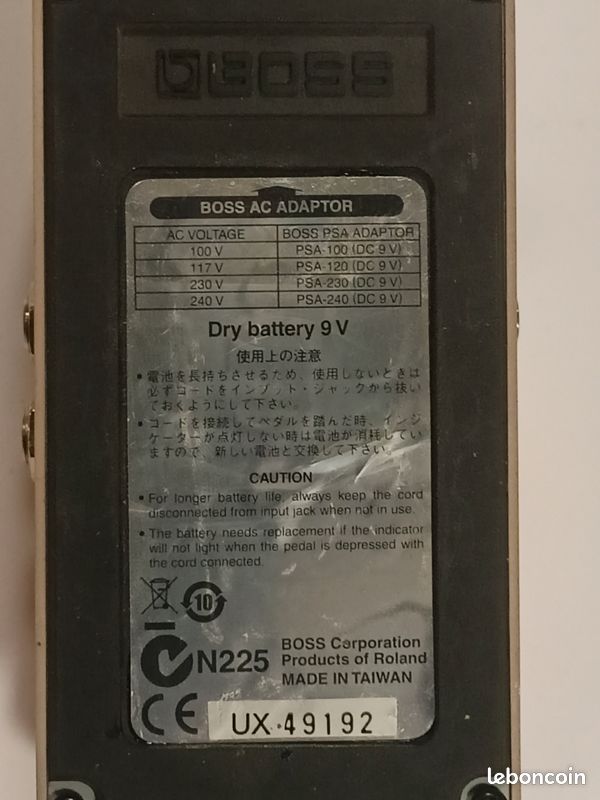 BOSS
BOSS AC ADAPTOR
AC VOLTAGE BOSS PSA ADAPTOR
100 V PSA-100 (DC 9 V)
117 V PSA-120 (DC 9 V)
230 V PSA-230 (DC 9 V)
240 V PSA-240 (DC 9 V)
Dry battery 9 V
使用上の注意
• 電池を長持ちさせるため、使用しないときは
必ずコードをインプット・ジャックから抜い
ておくようにして下さい。
• コードを接続してペダルを踏んだ時、インジ
ケーターが点灯しない時は電池が消耗してい
ますので、新しい電池と交換して下さい。
CAUTION
• For longer battery life, always keep the cord
disconnected from input jack when not in use.
• The battery needs replacement if the indicator
will not light when the pedal is depressed with
the cord connected.
10
N225
BOSS Corporation
Products of Roland
MADE IN TAIWAN
CE
UX·49192
leboncoin